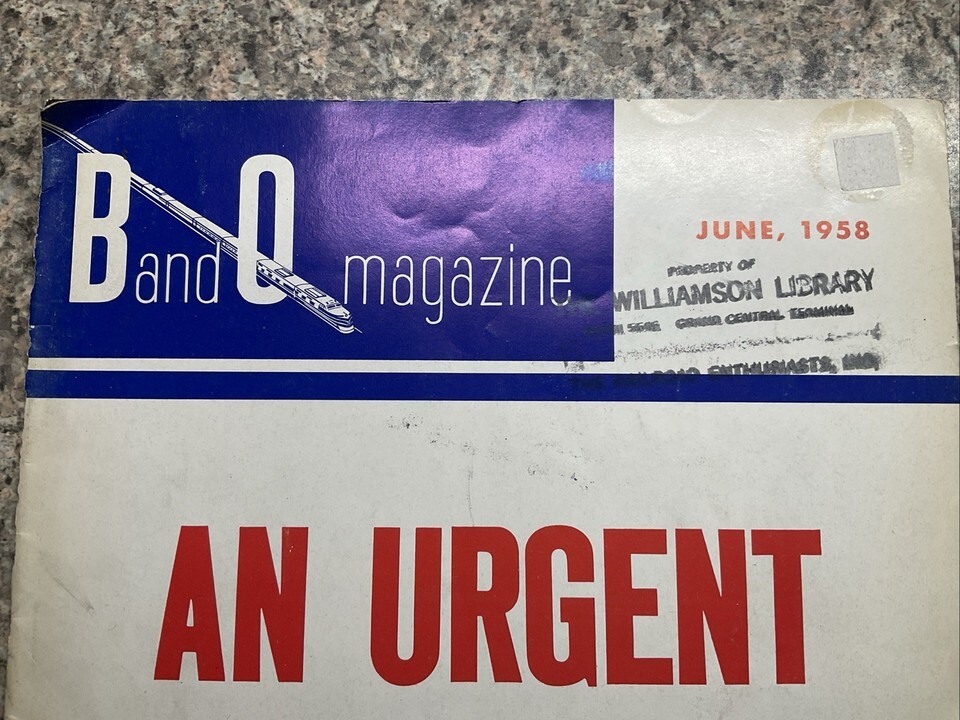 B and O magazine
JUNE, 1958
PROPERTY OF
WILLIAMSON LIBRARY
GRAND CENTRAL TERMINAL
ENTHUSIASTS, INC.
AN URGENT